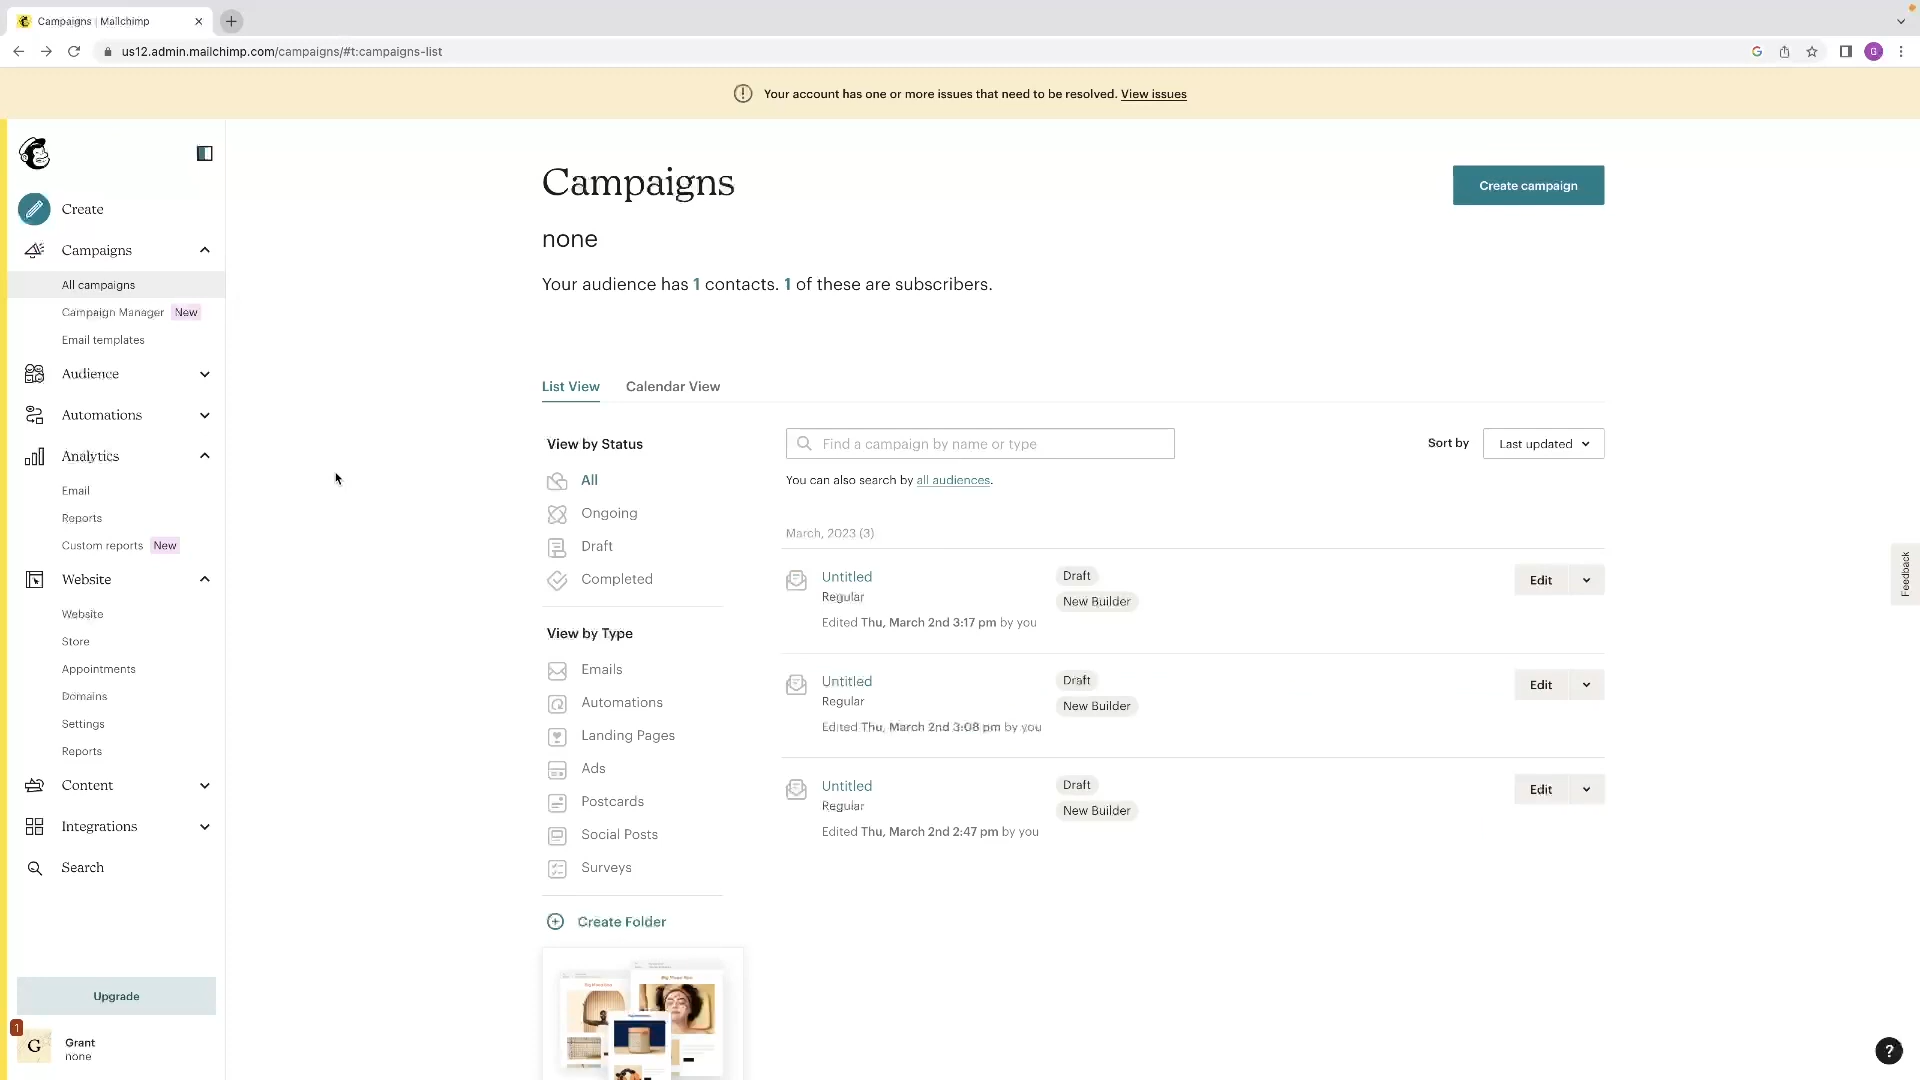 Campaigns | Mailchimp
us12.admin.mailchimp.com/campaigns/#t:campaigns-list
G
Your account has one or more issues that need to be resolved. View issues
Create
Campaigns
All campaigns
Campaign Manager New
Email templates
Audience
Automations
Analytics
Email
Reports
Custom reports New
Website
Website
Store
Appointments
Domains
Settings
Reports
Content
Integrations
Search
Upgrade
1
G
Grant
none
Campaigns
Create campaign
none
Your audience has 1 contacts. 1 of these are subscribers.
List View Calendar View
View by Status
All
Ongoing
Draft
Completed
View by Type
Emails
Automations
Landing Pages
Ads
Postcards
Social Posts
Surveys
Create Folder
Find a campaign by name or type
Sort by Last updated
You can also search by all audiences.
March, 2023 (3)
Untitled
Regular
Edited Thu, March 2nd 3:17 pm by you
Draft
New Builder
Edit
Untitled
Regular
Edited Thu, March 2nd 3:08 pm by you
Draft
New Builder
Edit
Untitled
Regular
Edited Thu, March 2nd 2:47 pm by you
Draft
New Builder
Edit
Feedback
?